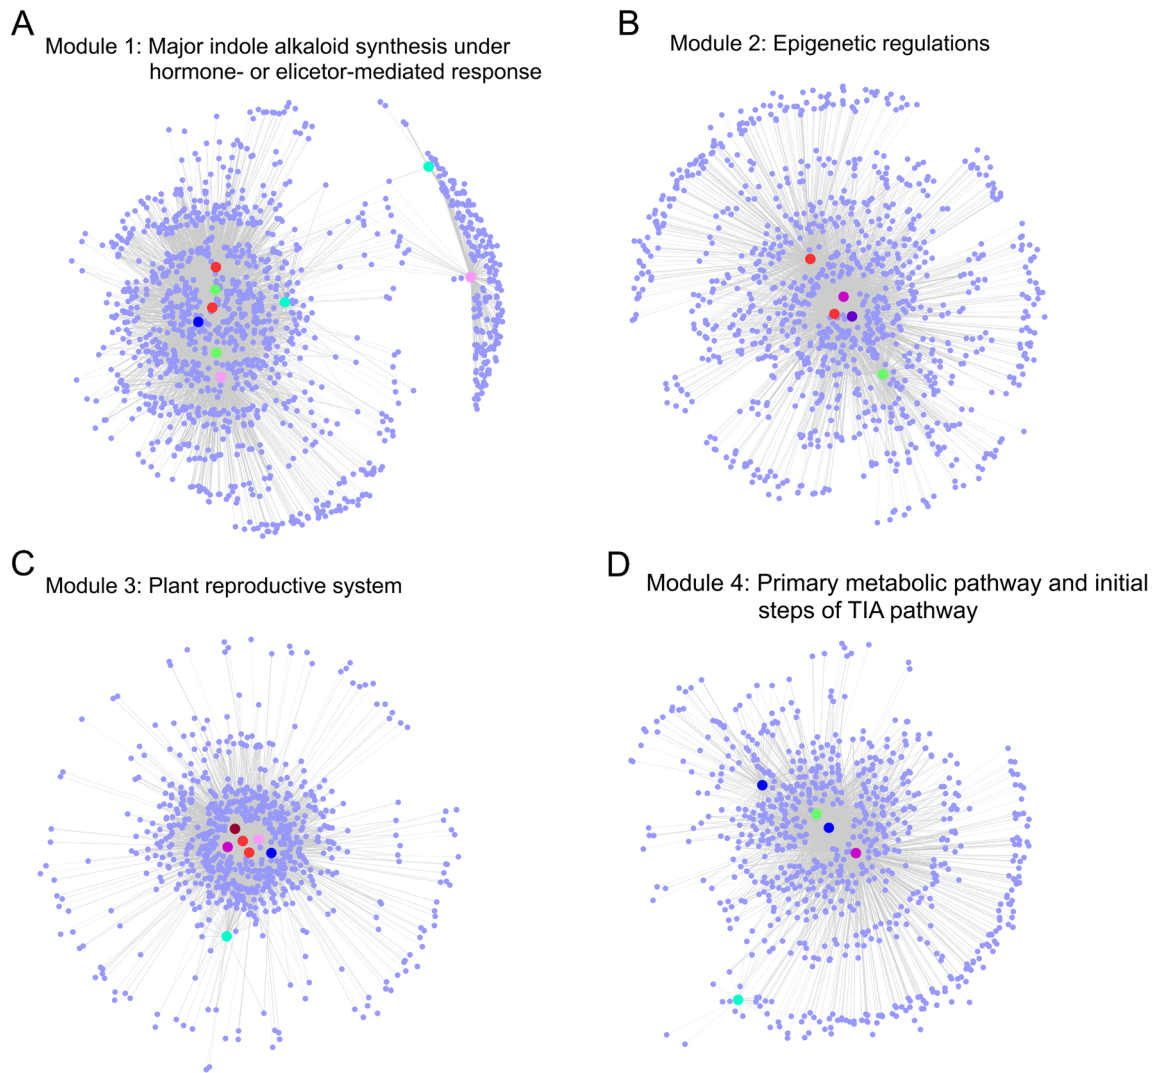 A
Module 1: Major indole alkaloid synthesis under
hormone- or elicetor-mediated response
B
Module 2: Epigenetic regulations
C
Module 3: Plant reproductive system
D
Module 4: Primary metabolic pathway and initial
steps of TIA pathway